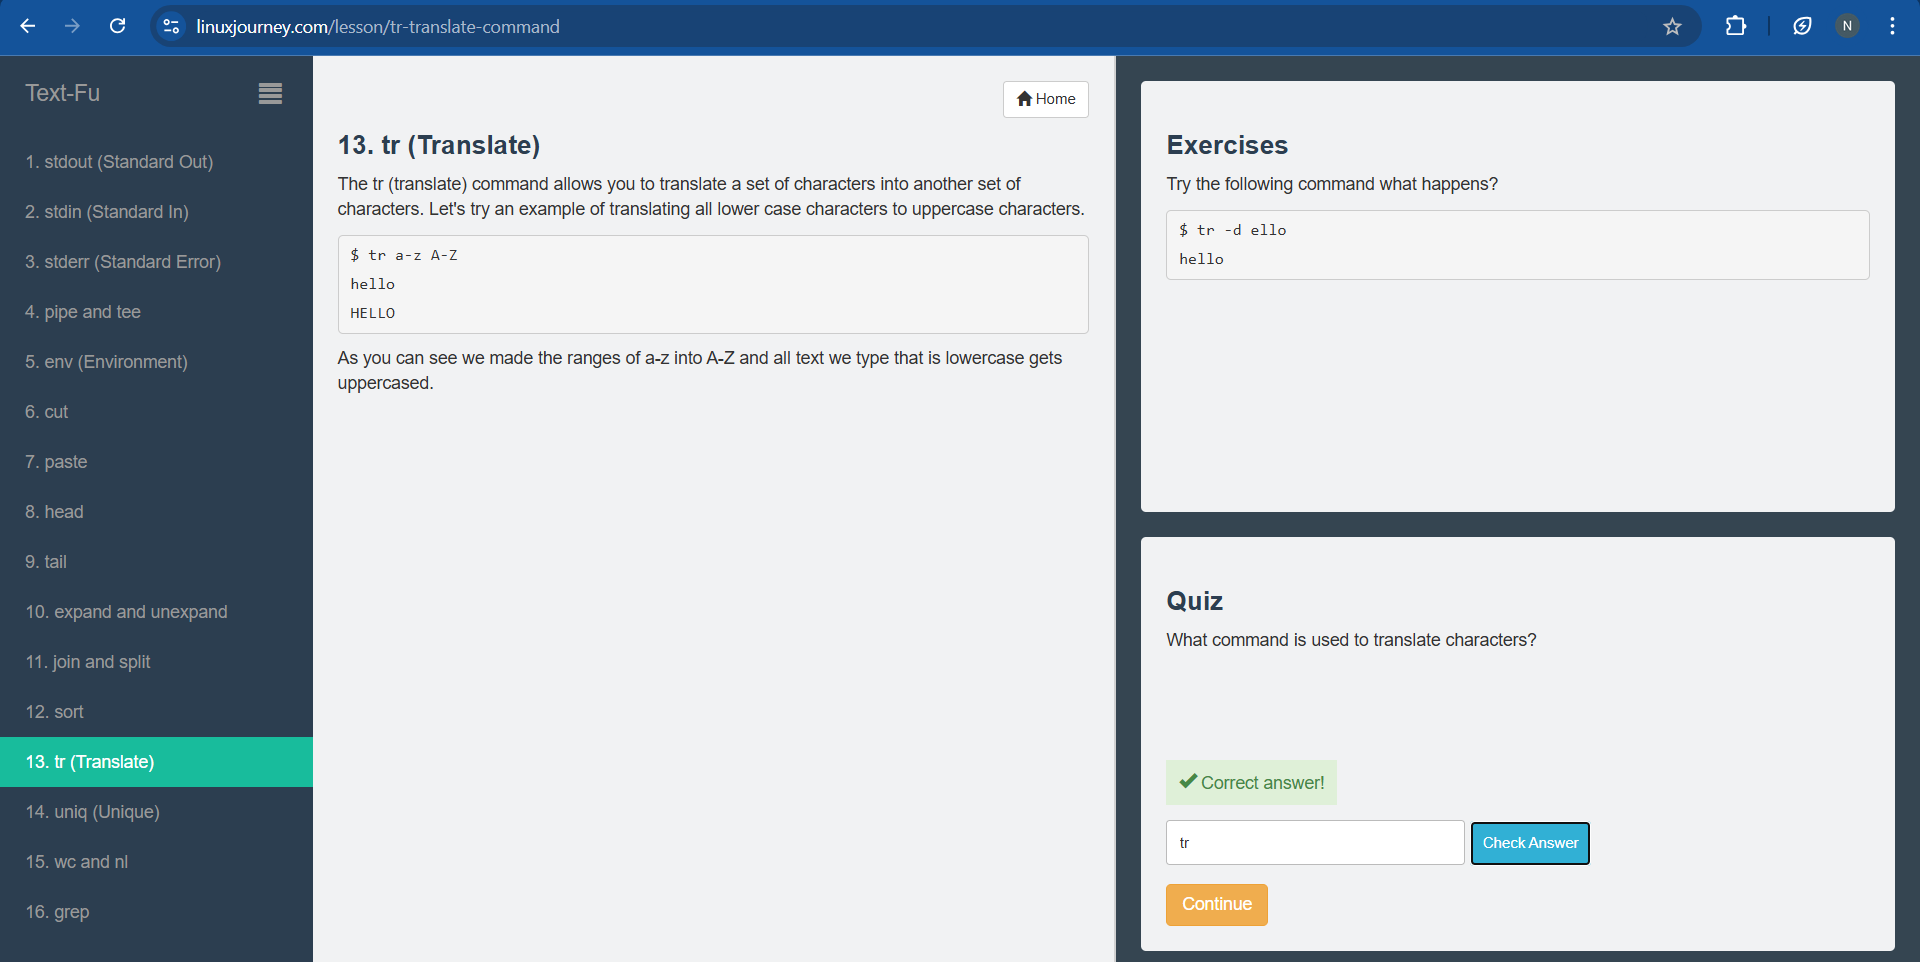 linuxjourney.com/lesson/tr-translate-command
N
Text-Fu
1. stdout (Standard Out)
2. stdin (Standard In)
3. stderr (Standard Error)
4. pipe and tee
5. env (Environment)
6. cut
7. paste
8. head
9. tail
10. expand and unexpand
11. join and split
12. sort
13. tr (Translate)
14. uniq (Unique)
15. wc and nl
16. grep
Home
13. tr (Translate)
The tr (translate) command allows you to translate a set of characters into another set of
characters. Let's try an example of translating all lower case characters to uppercase characters.
$ tr a-z A-Z
hello
HELLO
As you can see we made the ranges of a-z into A-Z and all text we type that is lowercase gets
uppercased.
Exercises
Try the following command what happens?
$ tr -d ello
hello
Quiz
What command is used to translate characters?
Correct answer!
tr
Check Answer
Continue